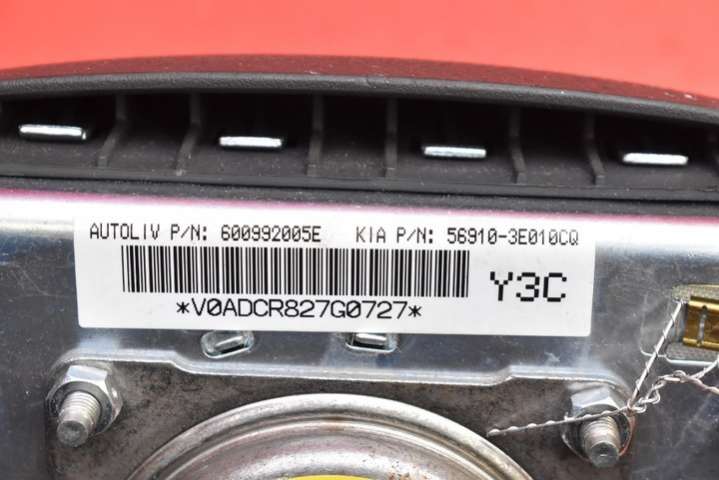 AUTOLIV P/N: 600992005E KIA P/N: 56910-3E010CQ
Y3C
*V0ADCR827G0727*